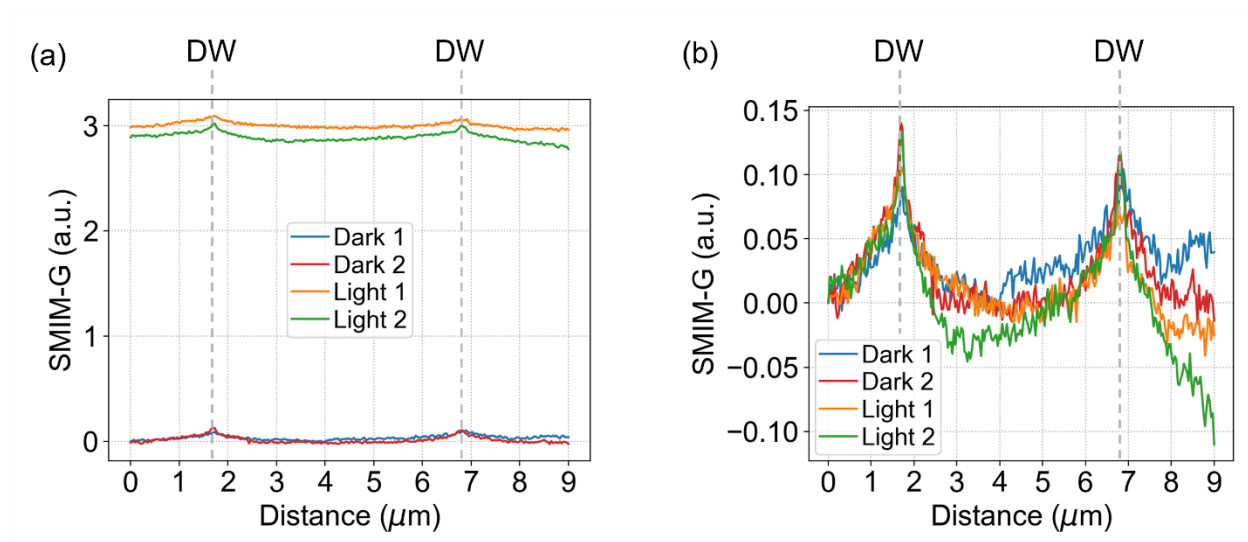 (a)
DW
DW
3
2
1
0
SMIM-G (a.u.)
Dark 1
Dark 2
Light 1
Light 2
0 1 2 3 4 5 6 7 8 9
Distance (μm)
(b)
DW
DW
0.15
0.10
0.05
0.00
−0.05
−0.10
SMIM-G (a.u.)
Dark 1
Dark 2
Light 1
Light 2
0 1 2 3 4 5 6 7 8 9
Distance (μm)